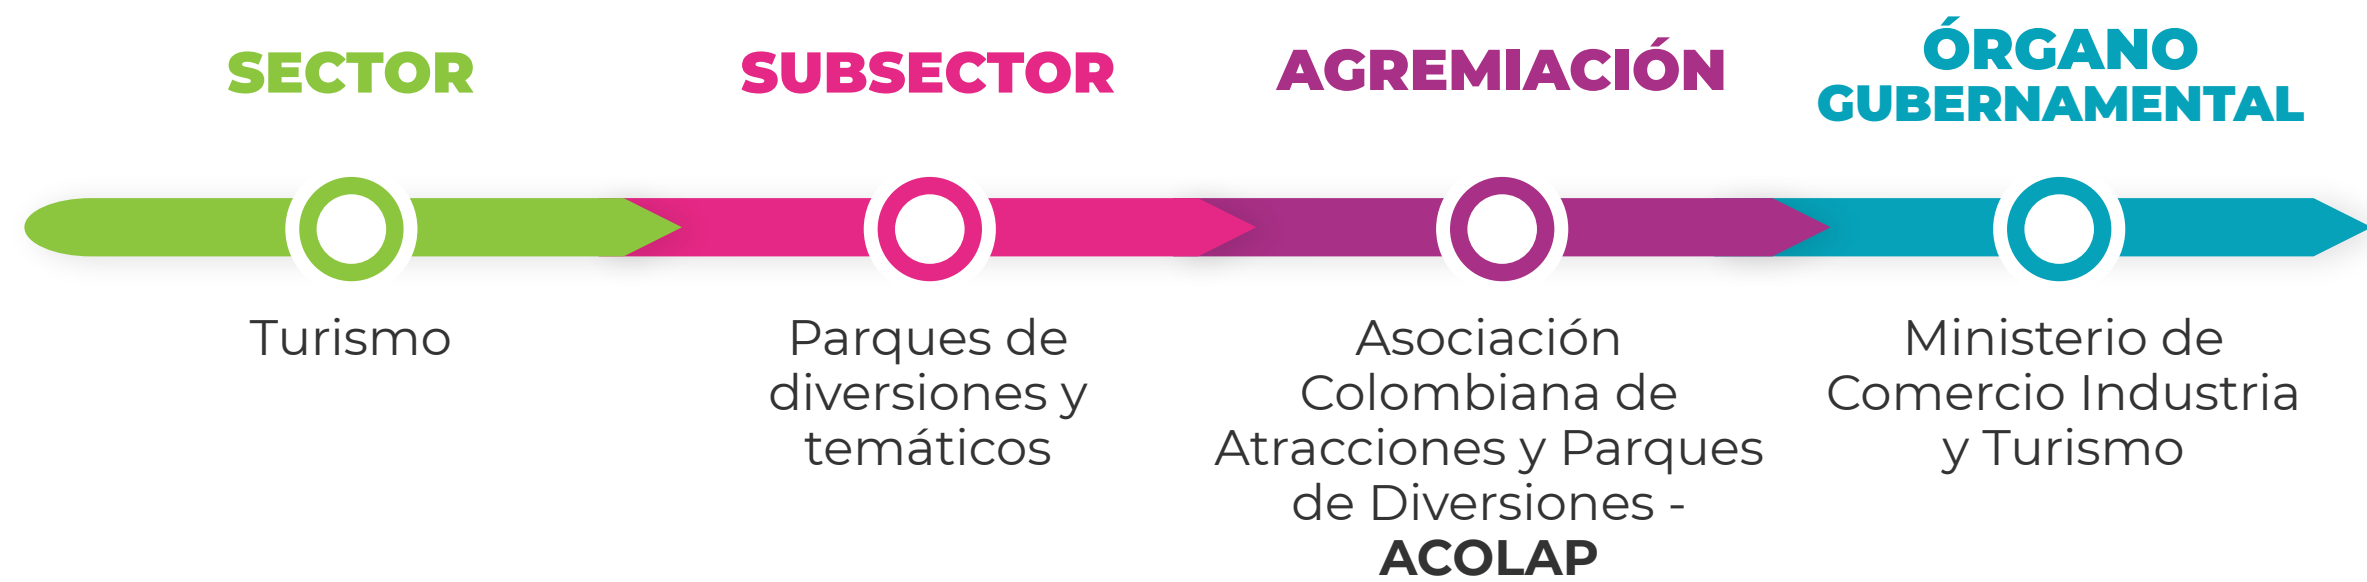 SECTOR
Turismo
SUBSECTOR
Parques de
diversiones y
temáticos
AGREMIACIÓN
Asociación
Colombiana de
Atracciones y Parques
de Diversiones -
ACOLAP
ÓRGANO
GUBERNAMENTAL
Ministerio de
Comercio Industria
y Turismo